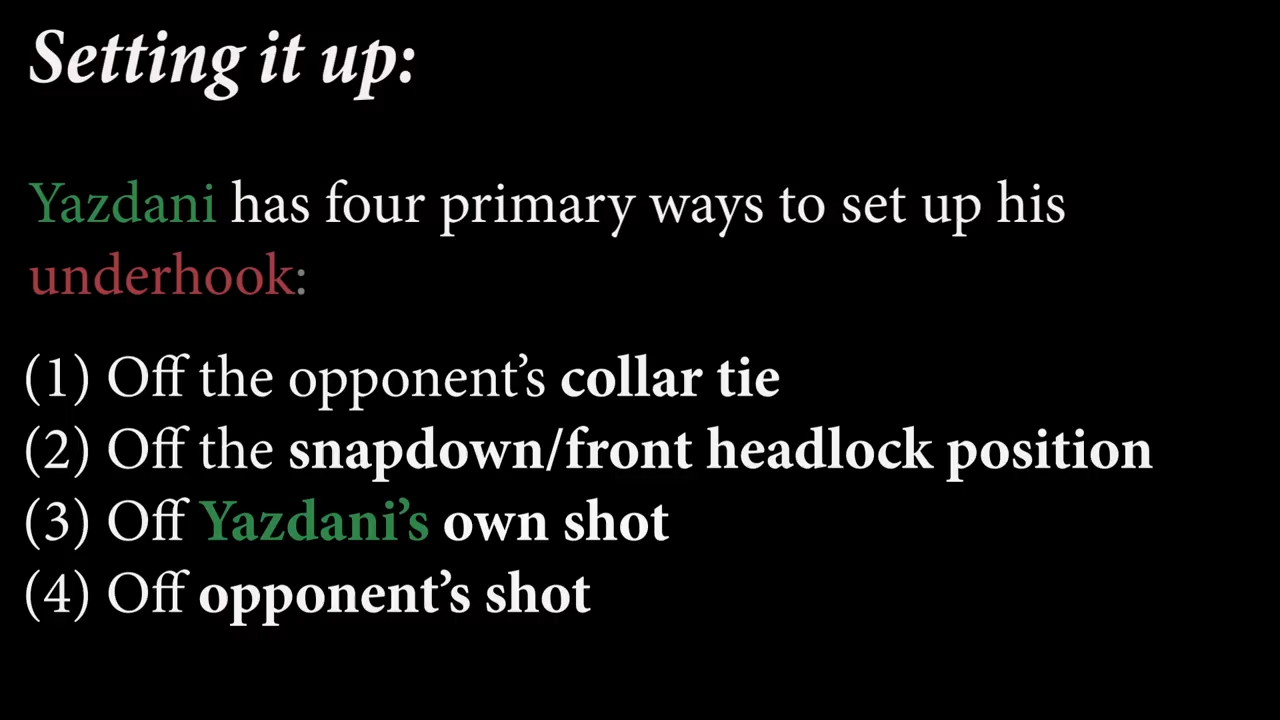 Setting it up:
Yazdani has four primary ways to set up his
underhook:
(1) Off the opponent’s collar tie
(2) Off the snapdown/front headlock position
(3) Off Yazdani’s own shot
(4) Off opponent’s shot